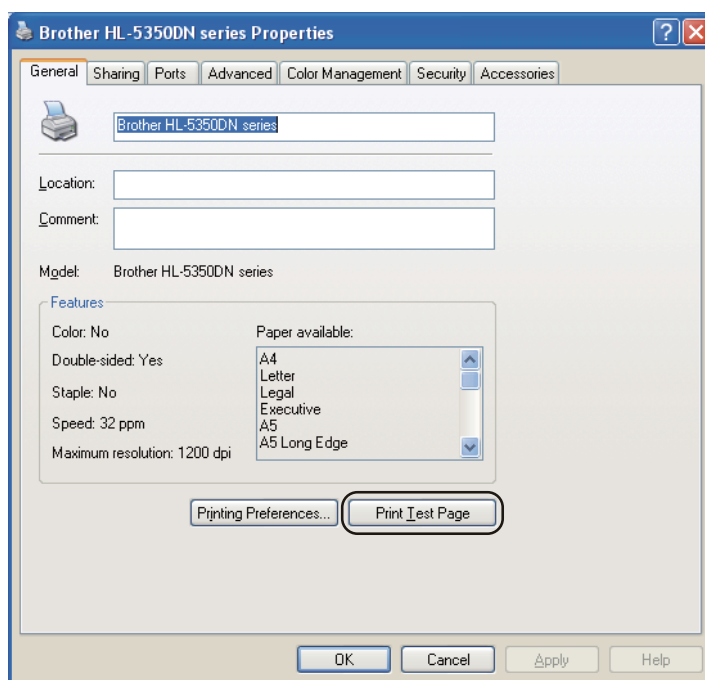 Brother HL-5350DN series Properties
?
General Sharing Ports Advanced Color Management Security Accessories
Brother HL-5350DN series
Location:
Comment:
Model: Brother HL-5350DN series
Features
Color: No
Paper available:
Double-sided: Yes
Staple: No
Speed: 32 ppm
Maximum resolution: 1200 dpi
A4
Letter
Legal
Executive
A5
A5 Long Edge
Printing Preferences... Print Test Page
OK Cancel Apply Help